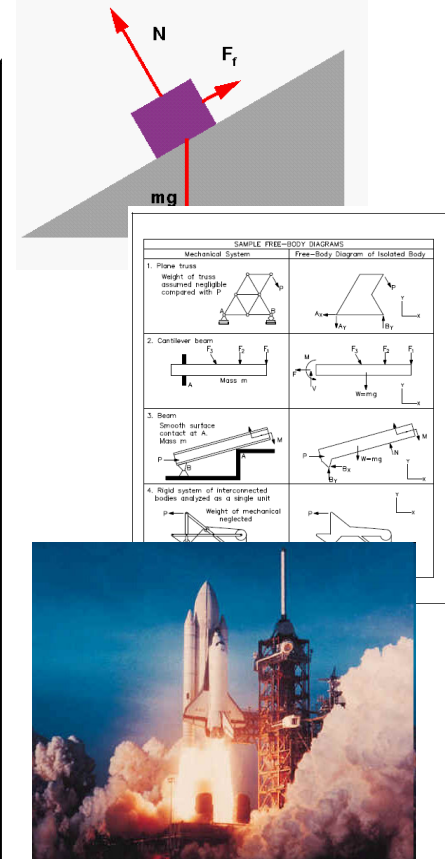 N
Ff
mg
SAMPLE FREE-BODY DIAGRAMS
Mechanical System
Free-Body Diagram of Isolated Body
1. Plane truss
Weight of truss
assumed negligible
compared with P
P
A
B
P
Ax
Ay
By
Y
X
2. Cantilever beam
F3
F2
F1
A
Mass m
F3
F2
F1
M
F
V
W=mg
Y
X
3. Beam
Smooth surface
contact at A.
Mass m
P
B
A
M
P
W=mg
N
M
Bx
By
Y
X
4. Rigid system of interconnected
bodies analyzed as a single unit
P
Weight of mechanical
neglected
P
Y
X